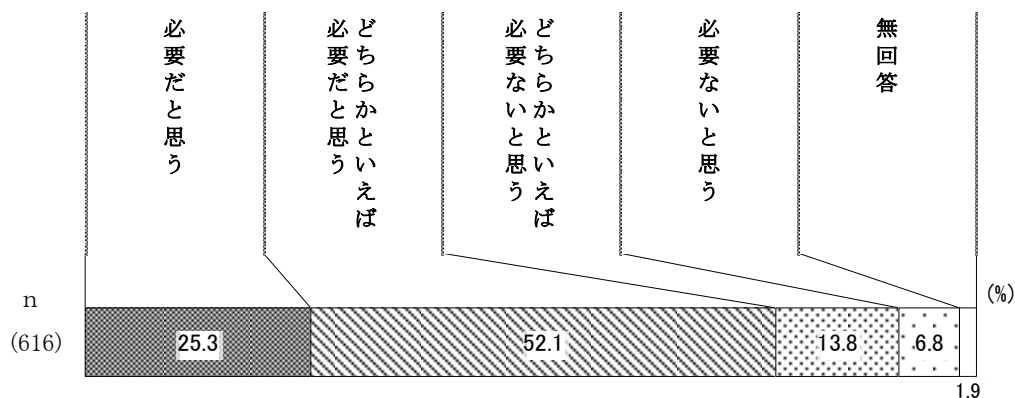 必要だと思う
どちらかといえば
必要だと思う
どちらかといえば
必要ないと思う
必要ないと思う
無回答
(%)
n
(616)
25.3
52.1
13.8
6.8
1.9